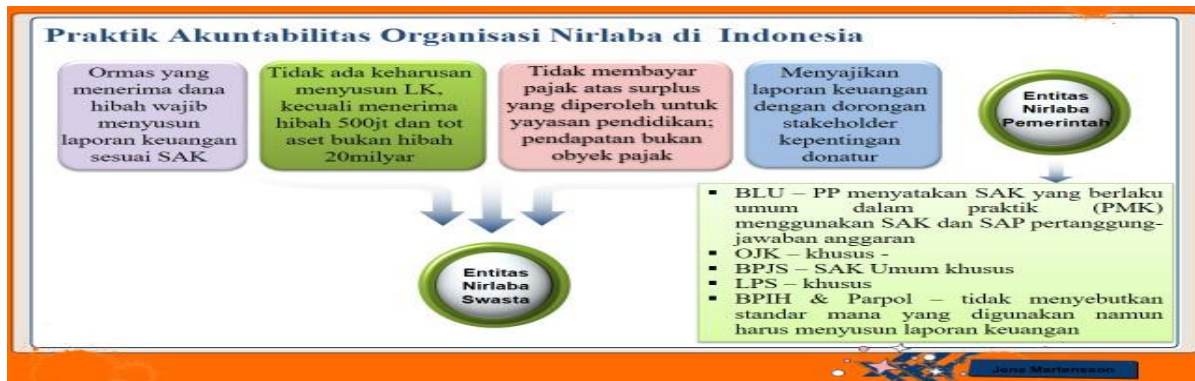 Praktik Akuntabilitas Organisasi Nirlaba di Indonesia
Ormas yang
menerima dana
hibah wajib
menyusun
laporan keuangan
sesuai SAK
Tidak ada keharusan
menyusun LK,
kecuali menerima
hibah 500jt dan tot
aset bukan hibah
20milyar
Tidak membayar
pajak atas surplus
yang diperoleh untuk
yayasan pendidikan;
pendapatan bukan
obyek pajak
Menyajikan
laporan keuangan
dengan dorongan
stakeholder
kepentingan
donatur
Entitas
Nirlaba
Pemerintah
Entitas
Nirlaba
Swasta
▪ BLU – PP menyatakan SAK yang berlaku
umum dalam praktik (PMK)
menggunakan SAK dan SAP pertanggung-
jawaban anggaran
▪ OJK – khusus -
▪ BPJS – SAK Umum khusus
▪ LPS – khusus
▪ BPIH & Parpol – tidak menyebutkan
standar mana yang digunakan namun
harus menyusun laporan keuangan
Jens Martensson